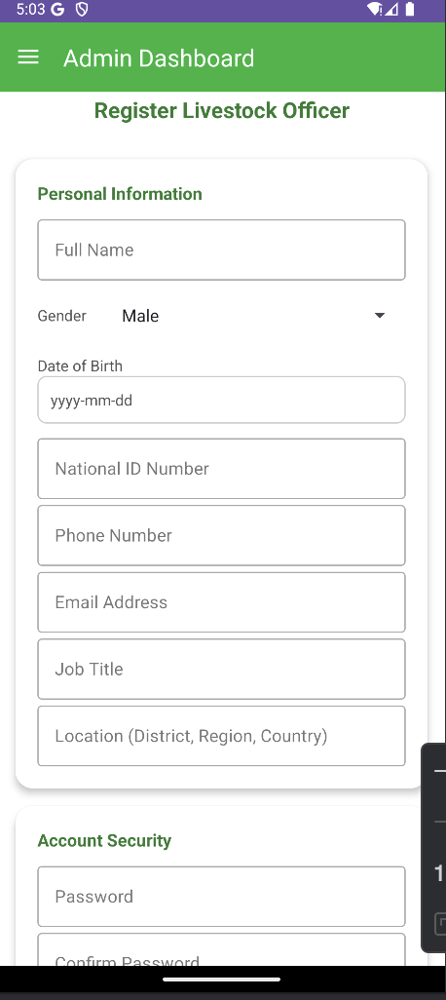 5:03 G
Admin Dashboard
Register Livestock Officer
Personal Information
Full Name
Gender Male
Date of Birth
yyyy-mm-dd
National ID Number
Phone Number
Email Address
Job Title
Location (District, Region, Country)
Account Security
Password
Confirm Password
1